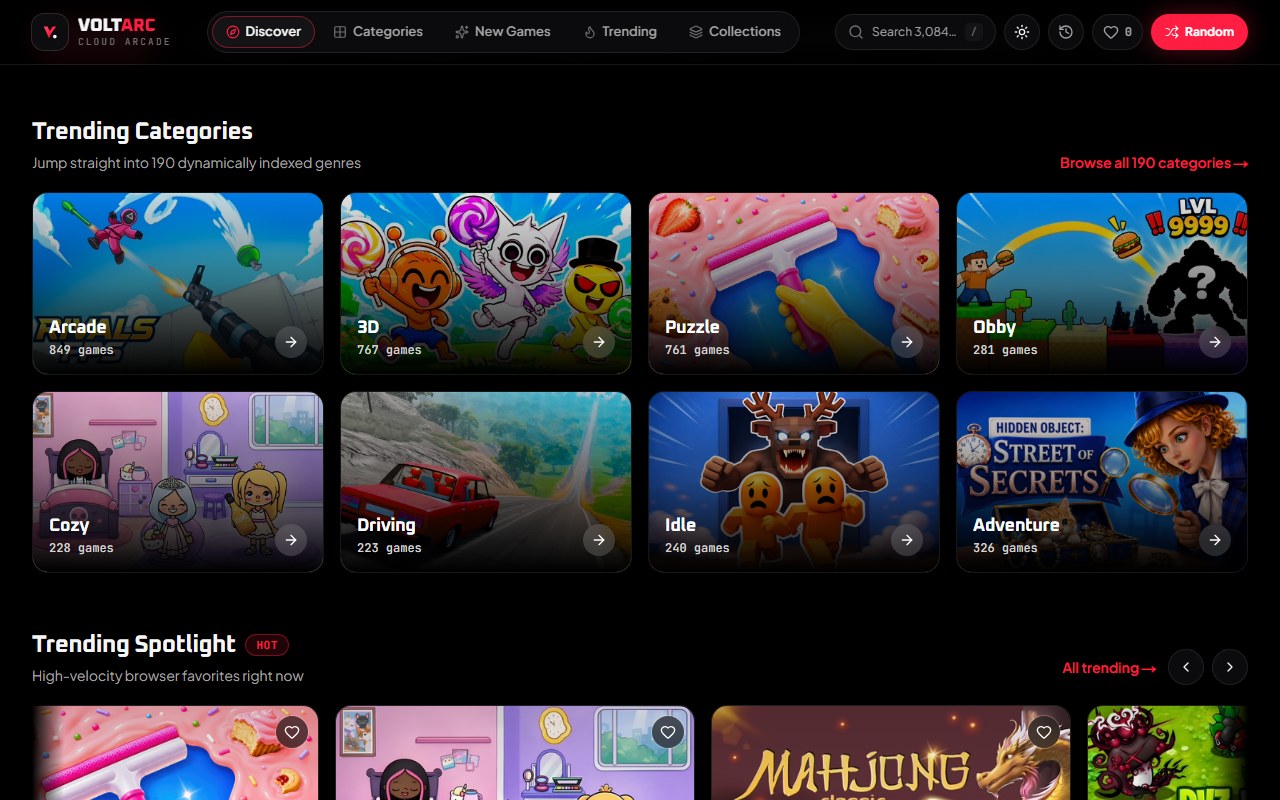 VOLTARC
CLOUD ARCADE
Discover
Categories
New Games
Trending
Collections
Search 3,084...
/
0
Random
Trending Categories
Jump straight into 190 dynamically indexed genres
Browse all 190 categories →
RIVALS
Arcade
849 games
3D
767 games
Puzzle
761 games
LVL
9999
?
Obby
281 games
Cozy
228 games
Driving
223 games
Idle
240 games
HIDDEN OBJECT:
STREET OF
SECRETS
Adventure
326 games
Trending Spotlight
HOT
High-velocity browser favorites right now
All trending →
MAHJONG
classic